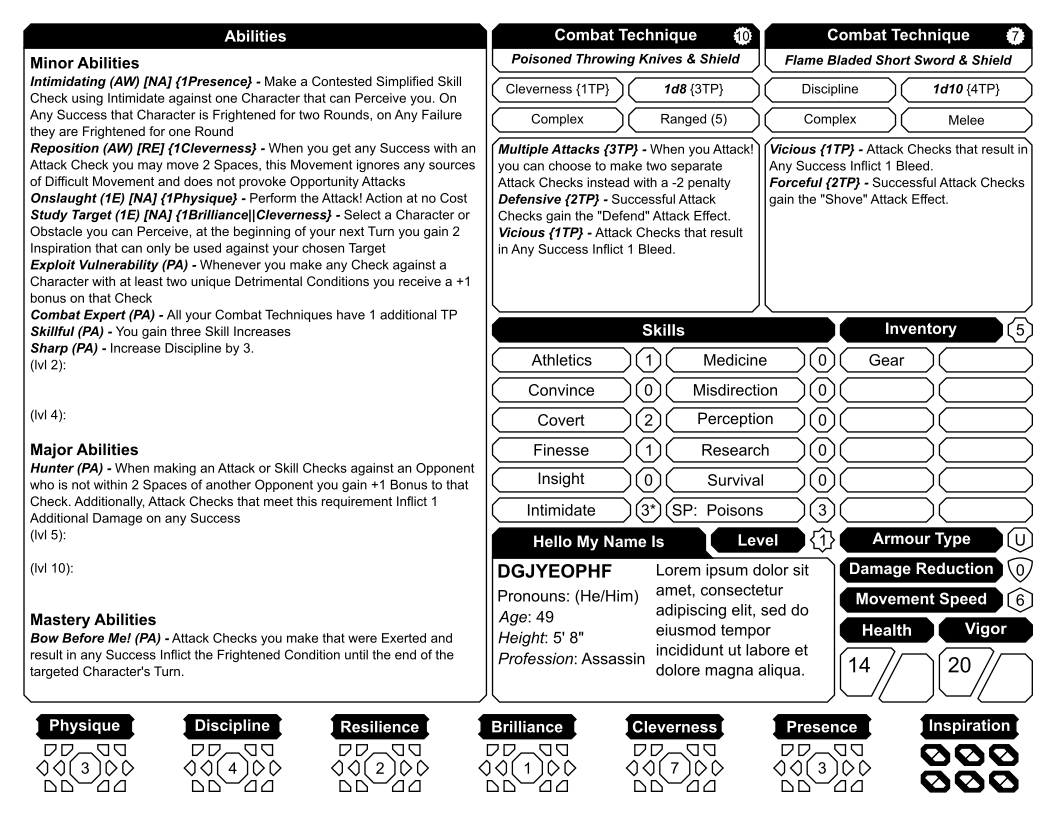 Abilities
Minor Abilities
Intimidating (AW) [NA] {1Presence} - Make a Contested Simplified Skill
Check using Intimidate against one Character that can Perceive you. On
Any Success that Character is Frightened for two Rounds, on Any Failure
they are Frightened for one Round
Reposition (AW) [RE] {1Cleverness} - When you get any Success with an
Attack Check you may move 2 Spaces, this Movement ignores any sources
of Difficult Movement and does not provoke Opportunity Attacks
Onslaught (1E) [NA] {1Physique} - Perform the Attack! Action at no Cost
Study Target (1E) [NA] {1Brilliance||Cleverness} - Select a Character or
Obstacle you can Perceive, at the beginning of your next Turn you gain 2
Inspiration that can only be used against your chosen Target
Exploit Vulnerability (PA) - Whenever you make any Check against a
Character with at least two unique Detrimental Conditions you receive a +1
bonus on that Check
Combat Expert (PA) - All your Combat Techniques have 1 additional TP
Skillful (PA) - You gain three Skill Increases
Sharp (PA) - Increase Discipline by 3.
(lvl 2):
(lvl 4):
Major Abilities
Hunter (PA) - When making an Attack or Skill Checks against an Opponent
who is not within 2 Spaces of another Opponent you gain +1 Bonus to that
Check. Additionally, Attack Checks that meet this requirement Inflict 1
Additional Damage on any Success
(lvl 5):
(lvl 10):
Mastery Abilities
Bow Before Me! (PA) - Attack Checks you make that were Exerted and
result in any Success Inflict the Frightened Condition until the end of the
targeted Character's Turn.
Combat Technique 10
Poisoned Throwing Knives & Shield
Cleverness {1TP} 1d8 {3TP}
Complex Ranged (5)
Multiple Attacks {3TP} - When you Attack!
you can choose to make two separate
Attack Checks instead with a -2 penalty
Defensive {2TP} - Successful Attack
Checks gain the "Defend" Attack Effect.
Vicious {1TP} - Attack Checks that result
in Any Success Inflict 1 Bleed.
Combat Technique 7
Flame Bladed Short Sword & Shield
Discipline 1d10 {4TP}
Complex Melee
Vicious {1TP} - Attack Checks that result in
Any Success Inflict 1 Bleed.
Forceful {2TP} - Successful Attack Checks
gain the "Shove" Attack Effect.
Skills
Athletics 1 Medicine 0
Convince 0 Misdirection 0
Covert 2 Perception 0
Finesse 1 Research 0
Insight 0 Survival 0
Intimidate 3* SP: Poisons 3
Inventory 5
Gear
Hello My Name Is Level 1
DGJYEOPHF
Pronouns: (He/Him)
Age: 49
Height: 5' 8"
Profession: Assassin
Lorem ipsum dolor sit
amet, consectetur
adipiscing elit, sed do
eiusmod tempor
incididunt ut labore et
dolore magna aliqua.
Armour Type U
Damage Reduction 0
Movement Speed 6
Health Vigor
14 20
Physique Discipline Resilience Brilliance Cleverness Presence Inspiration
3 4 2 1 7 3